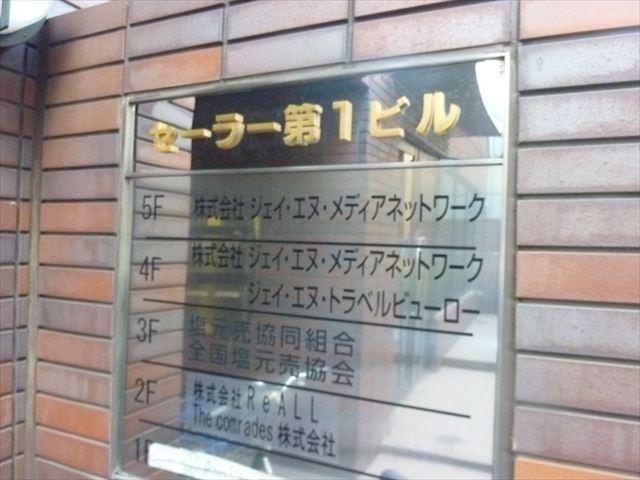 セーラー第1ビル
5F 株式会社 ジェイ・エヌ・メディアネットワーク
4F 株式会社 ジェイ・エヌ・メディアネットワーク
ジェイ・エヌ・トラベルビューロー
3F 塩元売協同組合
全国塩元売協会
2F 株式会社 ReALL
The comrades 株式会社
1F